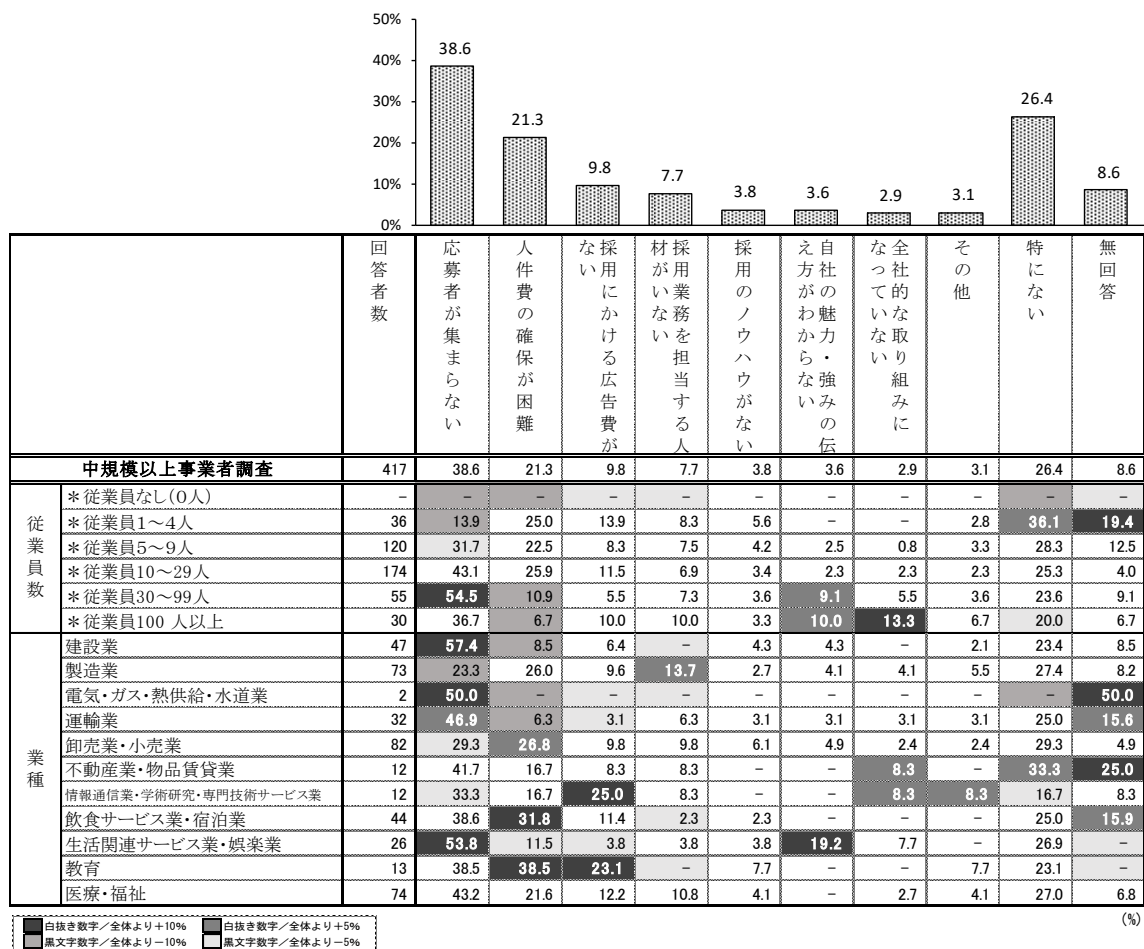 50%
40%
30%
20%
10%
0%
38.6
21.3
9.8
7.7
3.8
3.6
2.9
3.1
26.4
8.6
回答者数
応募者が集まらない
人件費の確保が困難
採用にかける広告費が
ない
採用業務を担当する人
材がいない
採用のノウハウがない
自社の魅力・強みの伝
え方がわからない
全社的な取り組みに
なっていない
その他
特にない
無回答
中規模以上事業者調査 417 38.6 21.3 9.8 7.7 3.8 3.6 2.9 3.1 26.4 8.6
従業員数
*従業員なし(0人) − − − − − − − − − − −
*従業員1~4人 36 13.9 25.0 13.9 8.3 5.6 − − 2.8 36.1 19.4
*従業員5~9人 120 31.7 22.5 8.3 7.5 4.2 2.5 0.8 3.3 28.3 12.5
*従業員10~29人 174 43.1 25.9 11.5 6.9 3.4 2.3 2.3 2.3 25.3 4.0
*従業員30~99人 55 54.5 10.9 5.5 7.3 3.6 9.1 5.5 3.6 23.6 9.1
*従業員100 人以上 30 36.7 6.7 10.0 10.0 3.3 10.0 13.3 6.7 20.0 6.7
業種
建設業 47 57.4 8.5 6.4 − 4.3 4.3 − 2.1 23.4 8.5
製造業 73 23.3 26.0 9.6 13.7 2.7 4.1 4.1 5.5 27.4 8.2
電気・ガス・熱供給・水道業 2 50.0 − − − − − − − − 50.0
運輸業 32 46.9 6.3 3.1 6.3 3.1 3.1 3.1 3.1 25.0 15.6
卸売業・小売業 82 29.3 26.8 9.8 9.8 6.1 4.9 2.4 2.4 29.3 4.9
不動産業・物品賃貸業 12 41.7 16.7 8.3 8.3 − − 8.3 − 33.3 25.0
情報通信業・学術研究・専門技術サービス業 12 33.3 16.7 25.0 8.3 − − 8.3 8.3 16.7 8.3
飲食サービス業・宿泊業 44 38.6 31.8 11.4 2.3 2.3 − − − 25.0 15.9
生活関連サービス業・娯楽業 26 53.8 11.5 3.8 3.8 3.8 19.2 7.7 − 26.9 −
教育 13 38.5 38.5 23.1 − 7.7 − − 7.7 23.1 −
医療・福祉 74 43.2 21.6 12.2 10.8 4.1 − 2.7 4.1 27.0 6.8
(%)
白抜き数字/全体より+10% 白抜き数字/全体より+5%
黒文字数字/全体より−10% 黒文字数字/全体より−5%